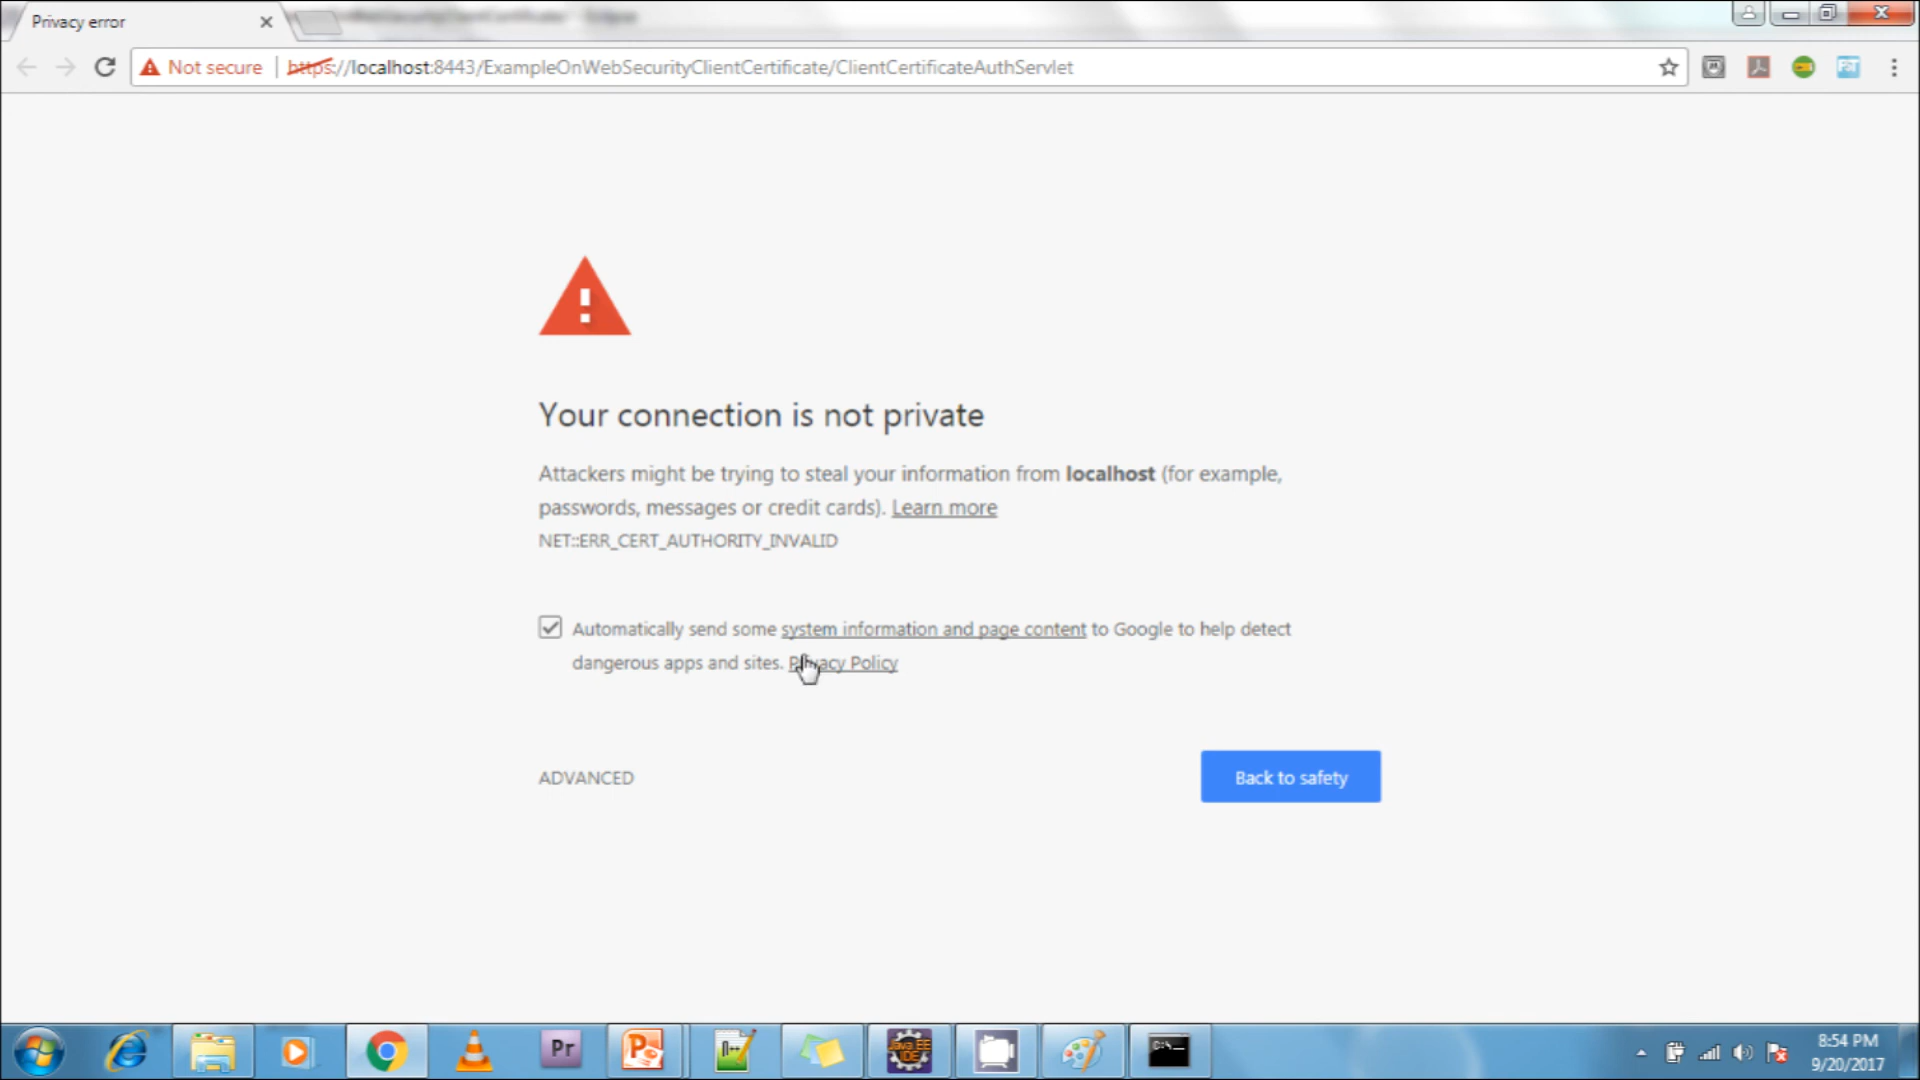 Privacy error
Not secure
https://localhost:8443/ExampleOnWebSecurityClientCertificate/ClientCertificateAuthServlet
Your connection is not private
Attackers might be trying to steal your information from localhost (for example,
passwords, messages or credit cards). Learn more
NET::ERR_CERT_AUTHORITY_INVALID
Automatically send some system information and page content to Google to help detect
dangerous apps and sites. Privacy Policy
ADVANCED
Back to safety
Pr
Java EE
IDE
C:\_
8:54 PM
9/20/2017